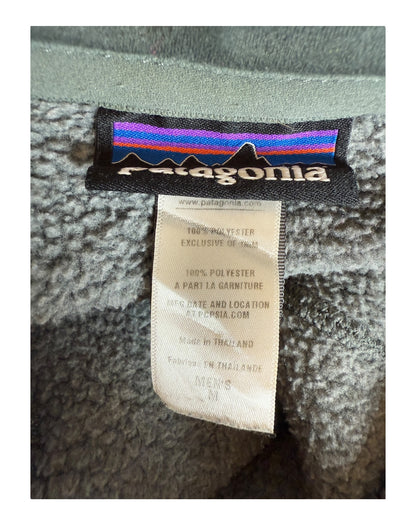 patagonia
www.patagonia.com
100% POLYESTER
EXCLUSIVE OF TRIM
100% POLYESTER
A PART LA GARNITURE
MFG DATE AND LOCATION
AT PCPSIA.COM
MADE IN THAILAND
FABRIQUÉ EN THAILANDE
MEN'S
M